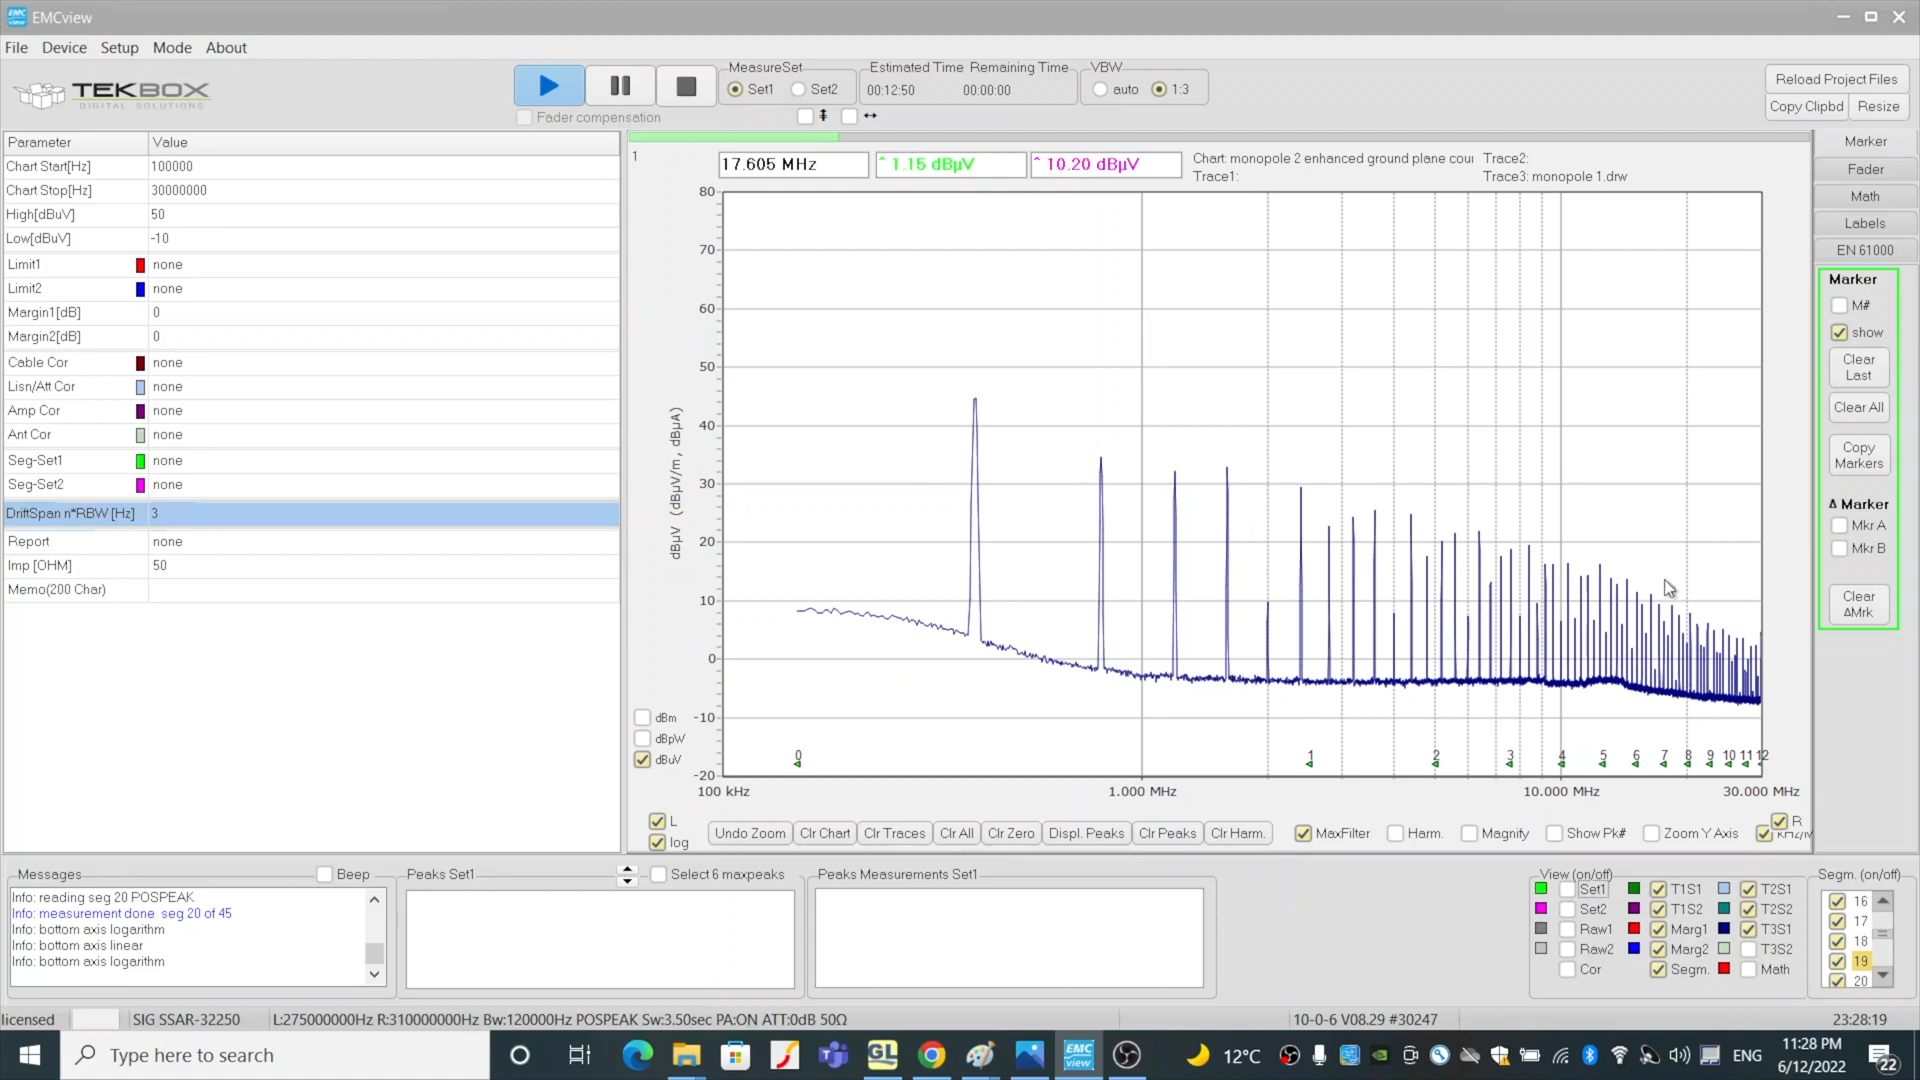 EMCview
File Device Setup Mode About
TEKBOX
DIGITAL SOLUTIONS
MeasureSet
Set1 Set2
Estimated Time Remaining Time
00:12:50 00:00:00
VBW
auto 1:3
Fader compensation
Reload Project Files
Copy Clipbd Resize
Parameter Value
Chart Start[Hz] 100000
Chart Stop[Hz] 30000000
High[dBuV] 50
Low[dBuV] -10
Limit1 none
Limit2 none
Margin1[dB] 0
Margin2[dB] 0
Cable Cor none
Lisn/Att Cor none
Amp Cor none
Ant Cor none
Seg-Set1 none
Seg-Set2 none
DriftSpan n*RBW [Hz] 3
Report none
Imp [OHM] 50
Memo(200 Char)
1
17.605 MHz ^ 1.15 dBµV ^ 10.20 dBµV
Chart: monopole 2 enhanced ground plane cou Trace2:
Trace1: Trace3: monopole 1.drw
80
70
60
50
40
30
20
10
0
-10
-20
dBµV (dBµV/m, dBµA)
dBm
dBpW
dBuV
0 1 2 3 4 5 6 7 8 9 10 11 12
100 kHz 1.000 MHz 10.000 MHz 30.000 MHz
L
log
Undo Zoom Clr Chart Clr Traces Clr All Clr Zero Displ. Peaks Clr Peaks Clr Harm. MaxFilter Harm. Magnify Show Pk# Zoom Y Axis
R
Marker
Fader
Math
Labels
EN 61000
Marker
M#
show
Clear
Last
Clear All
Copy
Markers
Δ Marker
Mkr A
Mkr B
Clear
ΔMrk
Messages Beep
Info: reading seg 20 POSPEAK
Info: measurement done seg 20 of 45
Info: bottom axis logarithm
Info: bottom axis linear
Info: bottom axis logarithm
Peaks Set1 Select 6 maxpeaks
Peaks Measurements Set1
View (on/off)
Set1 T1S1 T2S1
Set2 T1S2 T2S2
Raw1 Marg1 T3S1
Raw2 Marg2 T3S2
Cor Segm. Math
Segm. (on/off)
16
17
18
19
20
licensed SIG SSAR-32250 L:275000000Hz R:310000000Hz Bw:120000Hz POSPEAK Sw:3.50sec PA:ON ATT:0dB 50Ω 10-0-6 V08.29 #30247 23:28:19
Type here to search
GL
EMC
view
12°C
ENG
11:28 PM
6/12/2022
22